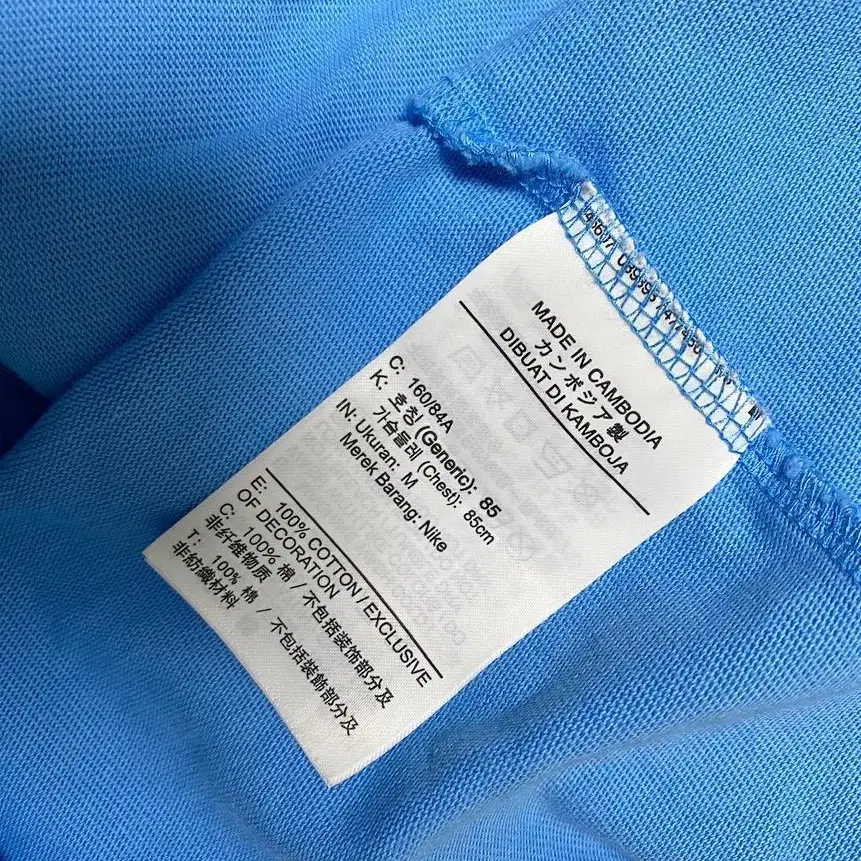 MADE IN CAMBODIA
カンボジア製
DIBUAT DI KAMBOJA
C: 160/84A
K: 호칭 (Generic): 85
가슴둘레 (Chest): 85cm
IN: Ukuran: M
Merek Barang: Nike
E: 100% COTTON / EXCLUSIVE
OF DECORATION
C: 100% 棉 / 不包括装饰部分及
非纤维物质
T: 100% 棉 / 不包括裝飾部分及
非紡織材料